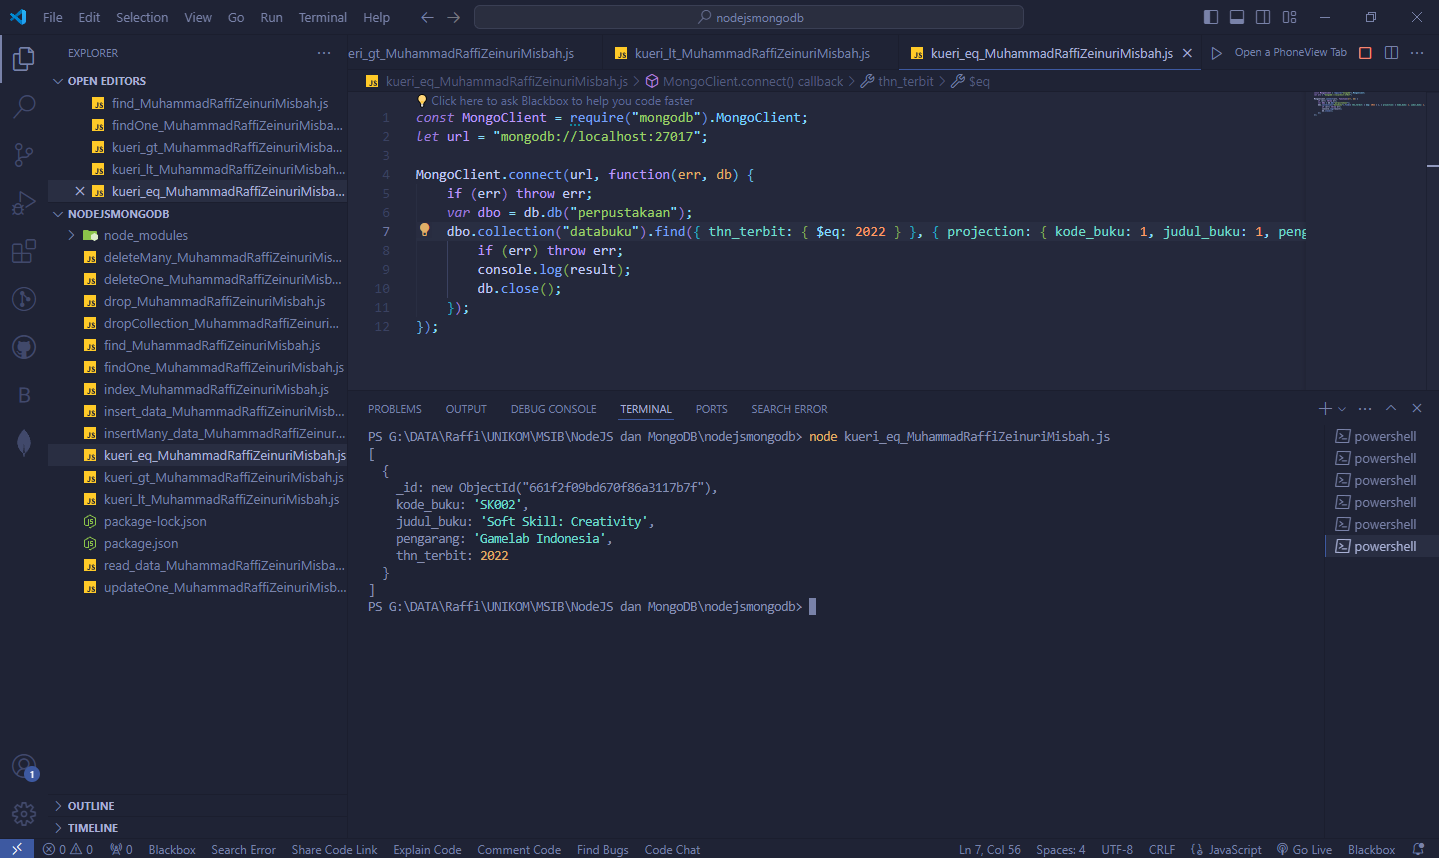 File Edit Selection View Go Run Terminal Help
nodejsmongodb
EXPLORER
OPEN EDITORS
find_MuhammadRaffiZeinuriMisbah.js
findOne_MuhammadRaffiZeinuriMisba...
kueri_gt_MuhammadRaffiZeinuriMisba...
kueri_lt_MuhammadRaffiZeinuriMisbah...
kueri_eq_MuhammadRaffiZeinuriMisba...
NODEJSMONGODB
node_modules
deleteMany_MuhammadRaffiZeinuriMis...
deleteOne_MuhammadRaffiZeinuriMisb...
drop_MuhammadRaffiZeinuriMisbah.js
dropCollection_MuhammadRaffiZeinuri...
find_MuhammadRaffiZeinuriMisbah.js
findOne_MuhammadRaffiZeinuriMisbah.js
index_MuhammadRaffiZeinuriMisbah.js
insert_data_MuhammadRaffiZeinuriMisb...
insertMany_data_MuhammadRaffiZeinur...
kueri_eq_MuhammadRaffiZeinuriMisbah.js
kueri_gt_MuhammadRaffiZeinuriMisbah.js
kueri_lt_MuhammadRaffiZeinuriMisbah.js
package-lock.json
package.json
read_data_MuhammadRaffiZeinuriMisba...
updateOne_MuhammadRaffiZeinuriMisb...
OUTLINE
TIMELINE
eri_gt_MuhammadRaffiZeinuriMisbah.js
kueri_lt_MuhammadRaffiZeinuriMisbah.js
kueri_eq_MuhammadRaffiZeinuriMisbah.js
Open a PhoneView Tab
kueri_eq_MuhammadRaffiZeinuriMisbah.js > MongoClient.connect() callback > thn_terbit > $eq
Click here to ask Blackbox to help you code faster
1 const MongoClient = require("mongodb").MongoClient;
2 let url = "mongodb://localhost:27017";
3
4 MongoClient.connect(url, function(err, db) {
5 if (err) throw err;
6 var dbo = db.db("perpustakaan");
7 dbo.collection("databuku").find({ thn_terbit: { $eq: 2022 } }, { projection: { kode_buku: 1, judul_buku: 1, peng
8 if (err) throw err;
9 console.log(result);
10 db.close();
11 });
12 });
PROBLEMS OUTPUT DEBUG CONSOLE TERMINAL PORTS SEARCH ERROR
PS G:\DATA\Raffi\UNIKOM\MSIB\NodeJS dan MongoDB\nodejsmongodb> node kueri_eq_MuhammadRaffiZeinuriMisbah.js
[
{
_id: new ObjectId("661f2f09bd670f86a3117b7f"),
kode_buku: 'SK002',
judul_buku: 'Soft Skill: Creativity',
pengarang: 'Gamelab Indonesia',
thn_terbit: 2022
}
]
PS G:\DATA\Raffi\UNIKOM\MSIB\NodeJS dan MongoDB\nodejsmongodb>
powershell
powershell
powershell
powershell
powershell
powershell
1
0 0 0 Blackbox Search Error Share Code Link Explain Code Comment Code Find Bugs Code Chat Ln 7, Col 56 Spaces: 4 UTF-8 CRLF {} JavaScript Go Live Blackbox